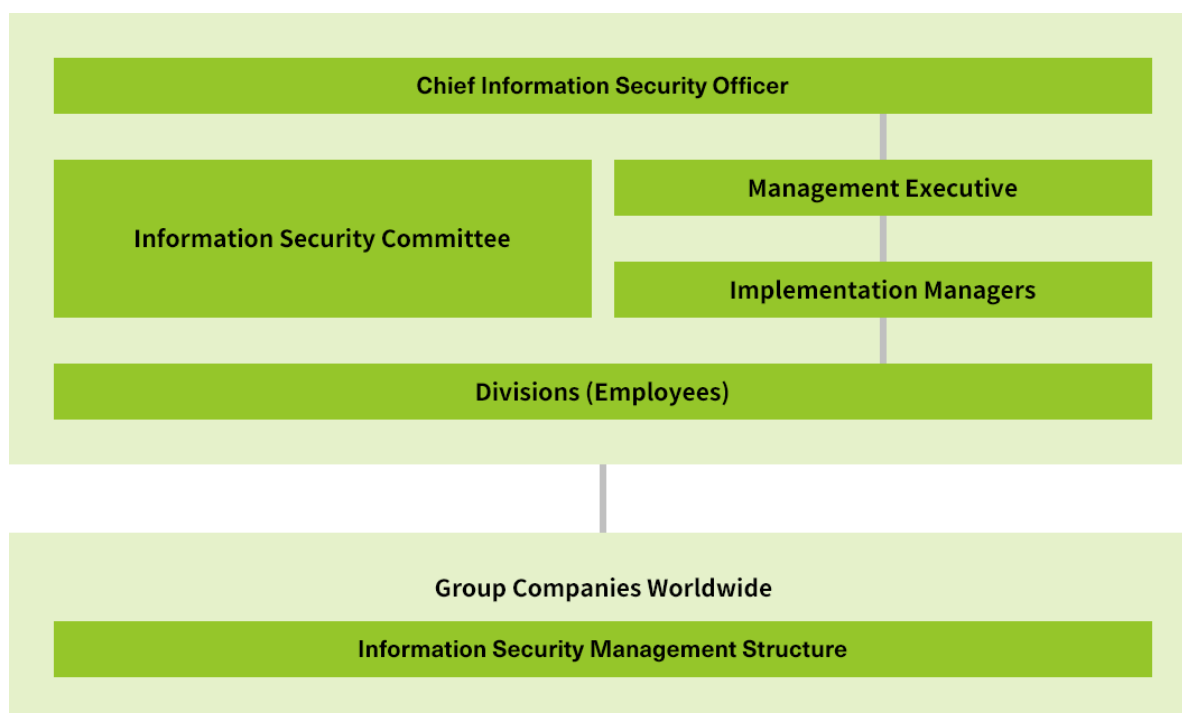 Chief Information Security Officer
Information Security Committee
Management Executive
Implementation Managers
Divisions (Employees)
Group Companies Worldwide
Information Security Management Structure